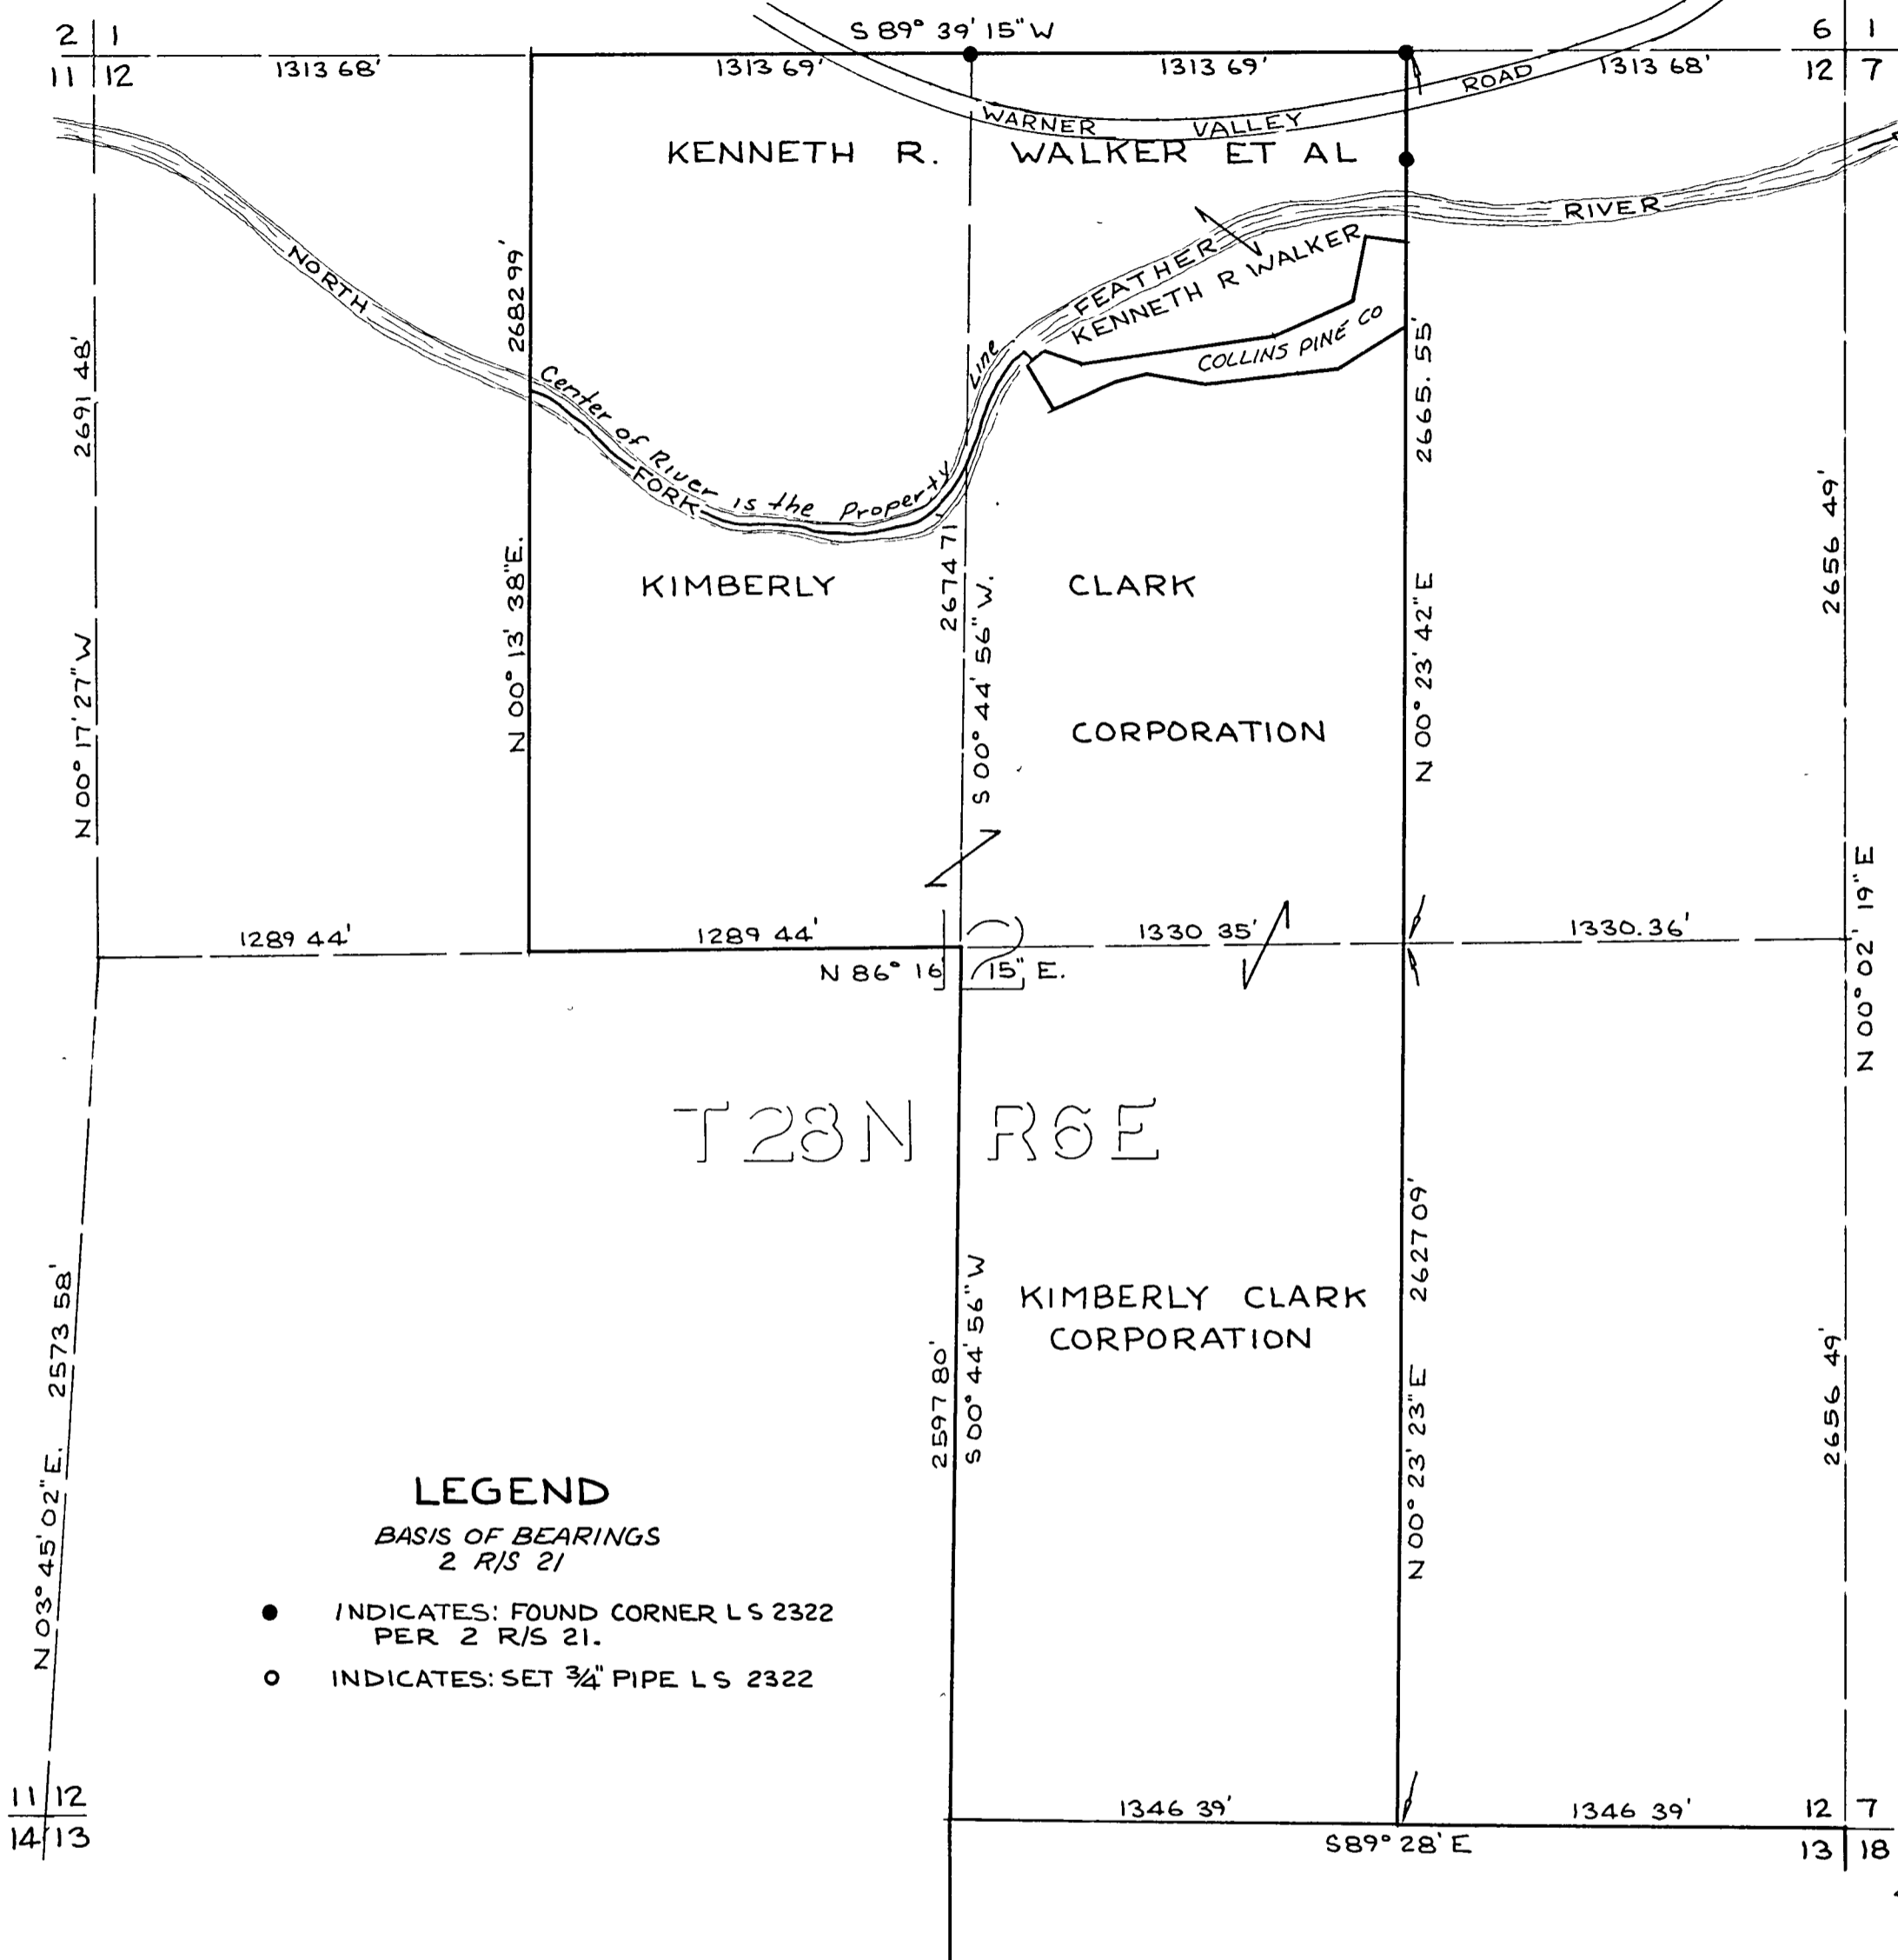 S 89° 39' 15" W
2 1
11 12
6 1
12 7
1313 68'
1313 69'
1313 69'
1313 68'
WARNER VALLEY ROAD
KENNETH R. WALKER ET AL
NORTH FORK FEATHER RIVER
KENNETH R WALKER
COLLINS PINE CO
Center of River is the Property Line
2691 48'
N 00° 17' 27" W
2682 99'
N 00° 13' 38" E.
2674 71'
S 00° 44' 56" W.
2665.55'
N 00° 23' 42" E
2656 49'
N 00° 02' 19" E
KIMBERLY CLARK
CORPORATION
1289 44'
1289 44'
1330 35'
1330.36'
N 86° 16' 15" E.
12
T28N R6E
N 03° 45' 02" E. 2573 58'
2597 80'
S 00° 44' 56" W
KIMBERLY CLARK
CORPORATION
2627 09'
N 00° 23' 23" E
2656 49'
LEGEND
BASIS OF BEARINGS
2 R/S 21
INDICATES: FOUND CORNER L S 2322
PER 2 R/S 21.
INDICATES: SET 3/4" PIPE L S 2322
11 12
14 13
1346 39'
1346 39'
S 89° 28' E
12 7
13 18